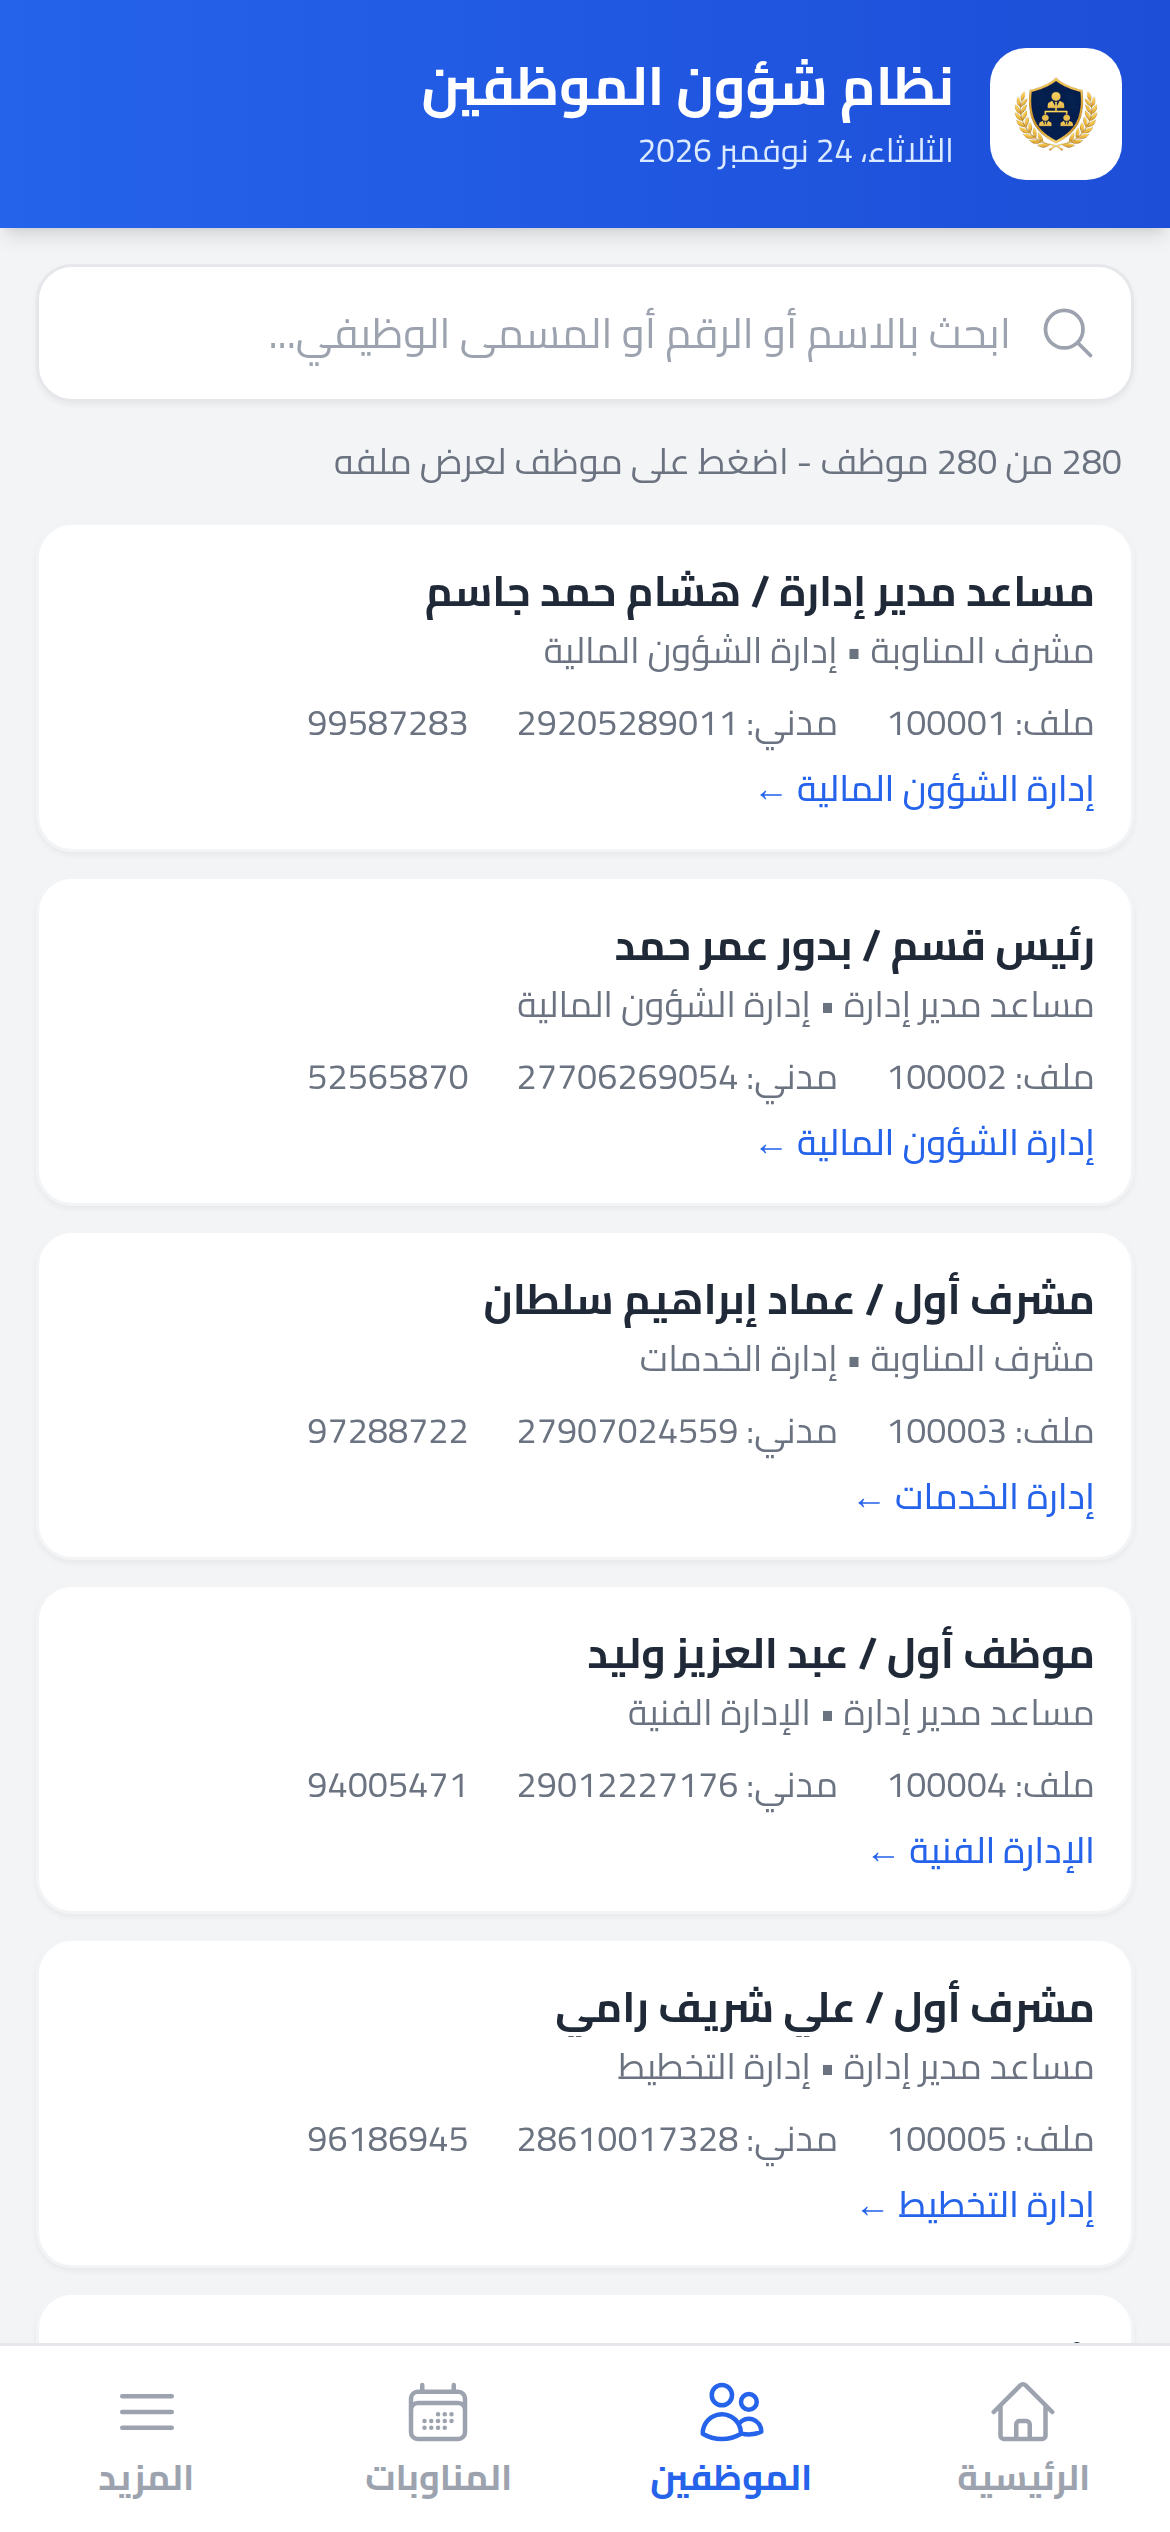 نظام شؤون الموظفين
الثلاثاء، 24 نوفمبر 2026
ابحث بالاسم أو الرقم أو المسمى الوظيفي...
280 من 280 موظف - اضغط على موظف لعرض ملفه
مساعد مدير إدارة / هشام حمد جاسم
مشرف المناوبة ▪ إدارة الشؤون المالية
ملف: 100001 مدني: 29205289011 99587283
إدارة الشؤون المالية ←
رئيس قسم / بدور عمر حمد
مساعد مدير إدارة ▪ إدارة الشؤون المالية
ملف: 100002 مدني: 27706269054 52565870
إدارة الشؤون المالية ←
مشرف أول / عماد إبراهيم سلطان
مشرف المناوبة ▪ إدارة الخدمات
ملف: 100003 مدني: 27907024559 97288722
إدارة الخدمات ←
موظف أول / عبد العزيز وليد
مساعد مدير إدارة ▪ الإدارة الفنية
ملف: 100004 مدني: 29012227176 94005471
الإدارة الفنية ←
مشرف أول / علي شريف رامي
مساعد مدير إدارة ▪ إدارة التخطيط
ملف: 100005 مدني: 28610017328 96186945
إدارة التخطيط ←
الرئيسية
الموظفين
المناوبات
المزيد